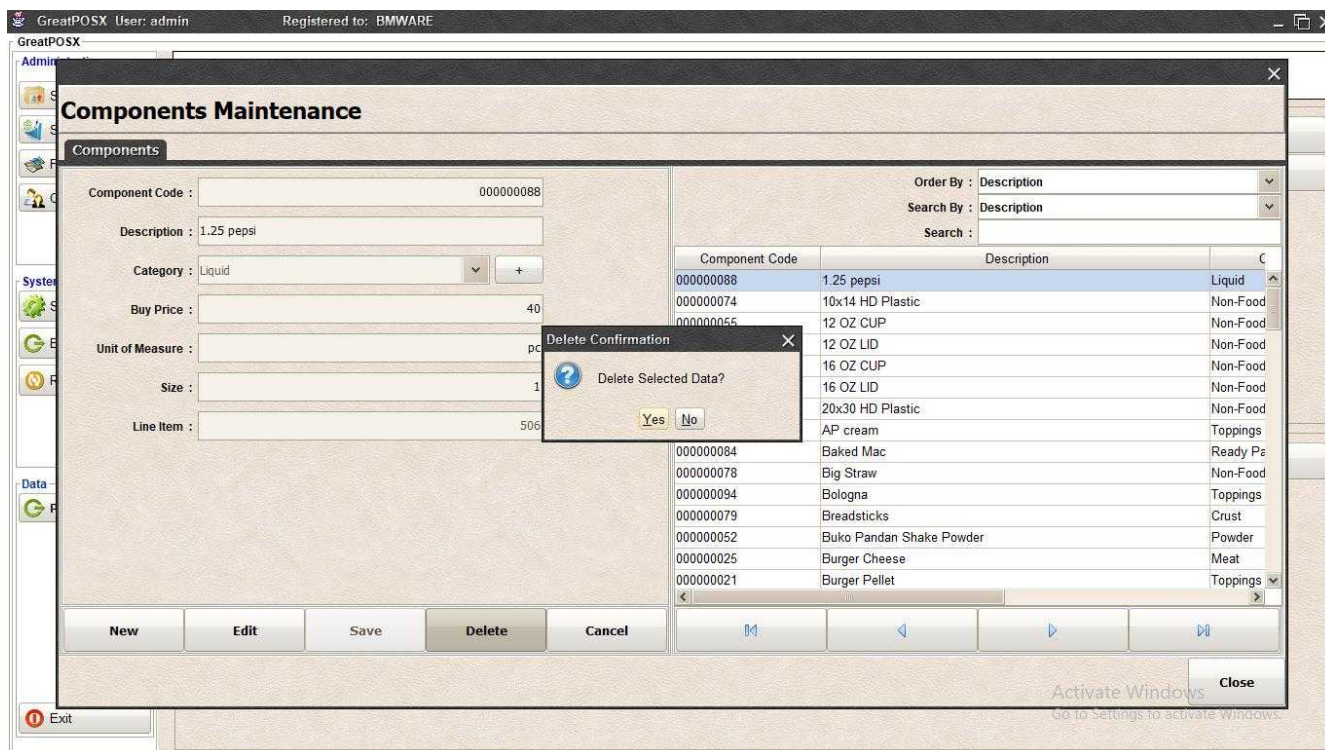 GreatPOSX User: admin Registered to: BMWARE
GreatPOSX
Components Maintenance
Components
Component Code : 000000088
Description : 1.25 pepsi
Category : Liquid +
Buy Price : 40
Unit of Measure : pc
Size : 1
Line Item : 506
New Edit Save Delete Cancel
Order By : Description
Search By : Description
Search :
Component Code Description C
000000088 1.25 pepsi Liquid
000000074 10x14 HD Plastic Non-Food
000000055 12 OZ CUP Non-Food
12 OZ LID Non-Food
16 OZ CUP Non-Food
16 OZ LID Non-Food
20x30 HD Plastic Non-Food
AP cream Toppings
000000084 Baked Mac Ready Pa
000000078 Big Straw Non-Food
000000094 Bologna Toppings
000000079 Breadsticks Crust
000000052 Buko Pandan Shake Powder Powder
000000025 Burger Cheese Meat
000000021 Burger Pellet Toppings
Delete Confirmation
Delete Selected Data?
Yes No
Close
Data
Exit
Activate Windows
Go to Settings to activate Windows.